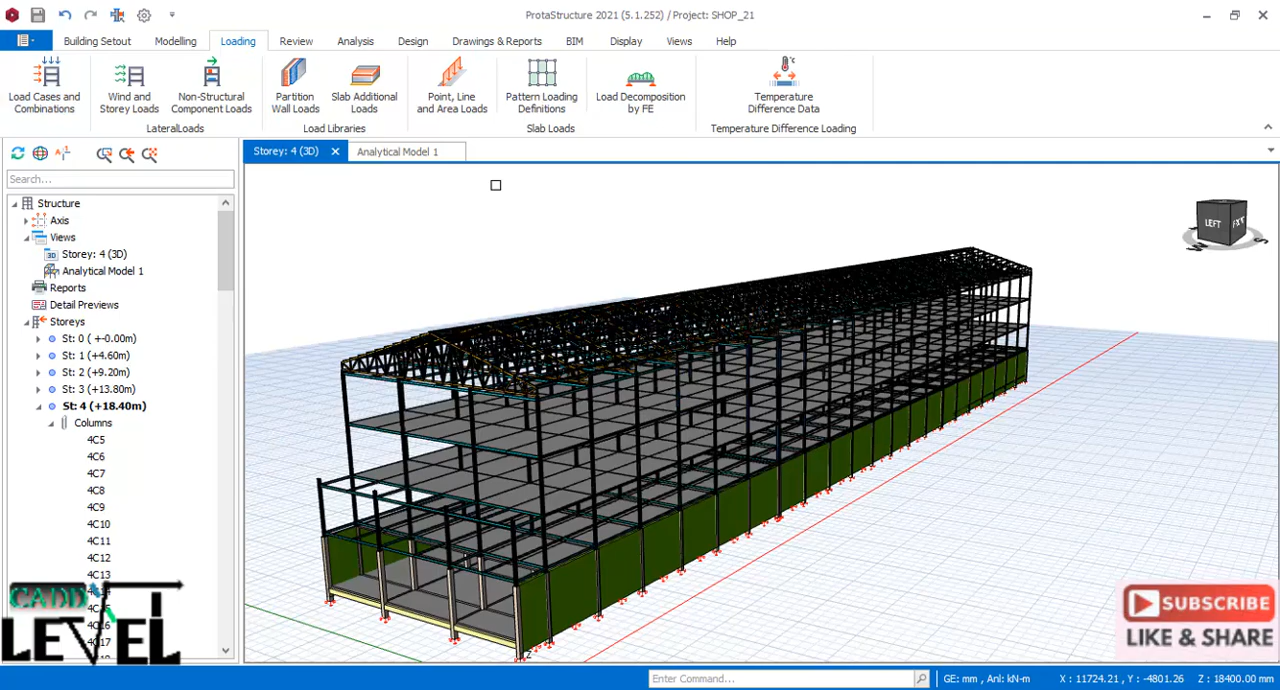 ProtaStructure 2021 (5.1.252) / Project: SHOP_21
Building Setout Modelling Loading Review Analysis Design Drawings & Reports BIM Display Views Help
Load Cases and Combinations
Wind and Storey Loads
Non-Structural Component Loads
LateralLoads
Partition Wall Loads
Slab Additional Loads
Load Libraries
Point, Line and Area Loads
Pattern Loading Definitions
Load Decomposition by FE
Slab Loads
Temperature Difference Data
Temperature Difference Loading
Storey: 4 (3D)
Analytical Model 1
Search...
Structure
Axis
Views
Storey: 4 (3D)
Analytical Model 1
Reports
Detail Previews
Storeys
St: 0 ( +-0.00m)
St: 1 (+4.60m)
St: 2 (+9.20m)
St: 3 (+13.80m)
St: 4 (+18.40m)
Columns
4C5
4C6
4C7
4C8
4C9
4C10
4C11
4C12
4C13
CADD
LEVEL
LEFT
SUBSCRIBE
LIKE & SHARE
Enter Command...
GE: mm , Anl: kN-m
X : 11724.21 , Y : -4801.26
Z : 18400.00 mm